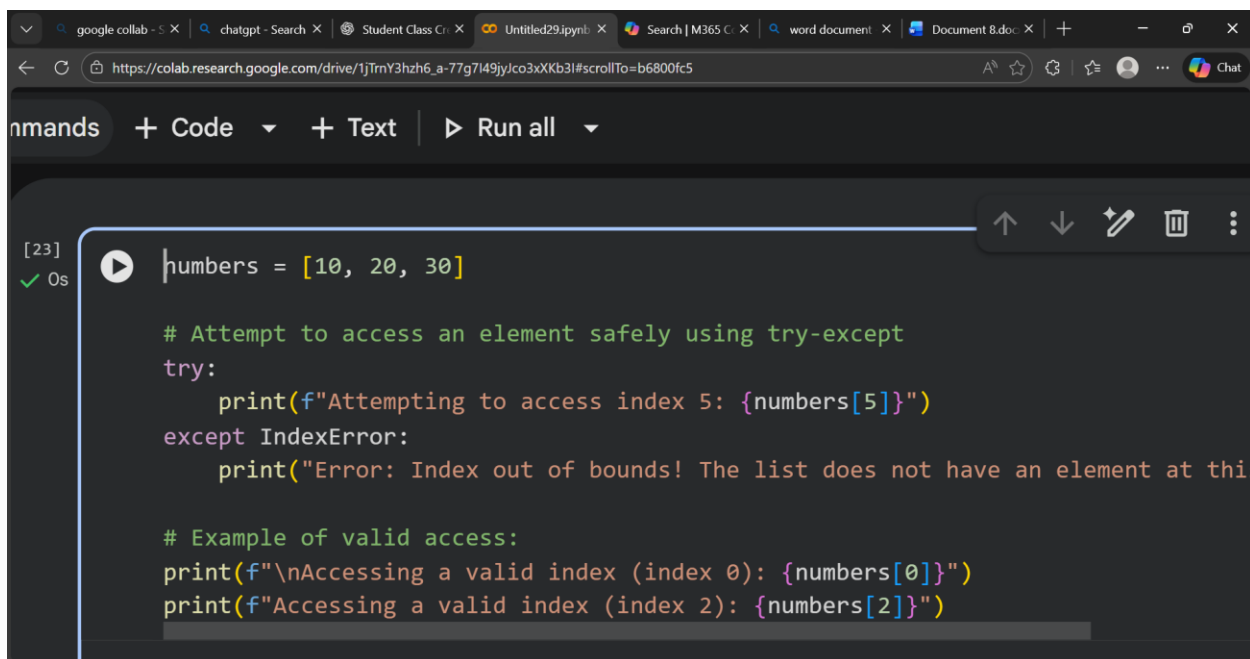 google collab - S
chatgpt - Search
Student Class Cre
Untitled29.ipynb
Search | M365 Co
word document
Document 8.doc
https://colab.research.google.com/drive/1jTrnY3hzh6_a-77g7I49jyJco3xXKb3I#scrollTo=b6800fc5
Chat
mmands + Code + Text Run all
[23]
0s
numbers = [10, 20, 30]
# Attempt to access an element safely using try-except
try:
    print(f"Attempting to access index 5: {numbers[5]}")
except IndexError:
    print("Error: Index out of bounds! The list does not have an element at thi
# Example of valid access:
print(f"\nAccessing a valid index (index 0): {numbers[0]}")
print(f"Accessing a valid index (index 2): {numbers[2]}")